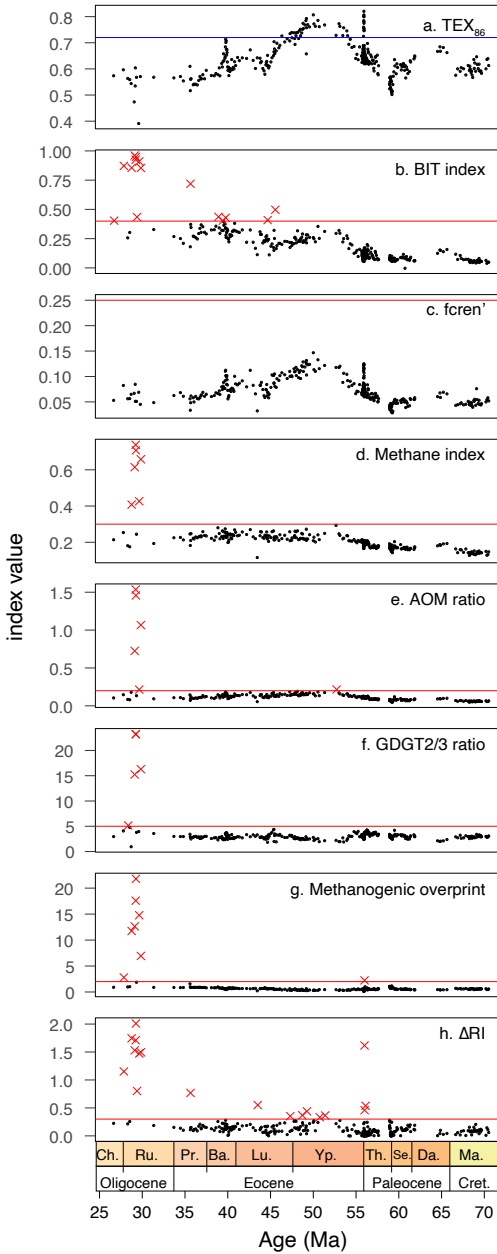 a. TEX86
0.8
0.7
0.6
0.5
0.4
b. BIT index
1.00
0.75
0.50
0.25
0.00
c. fcren’
0.25
0.20
0.15
0.10
0.05
d. Methane index
0.6
0.4
0.2
index value
e. AOM ratio
1.5
1.0
0.5
0.0
f. GDGT2/3 ratio
20
15
10
5
0
g. Methanogenic overprint
20
15
10
5
0
h. ΔRI
2.0
1.5
1.0
0.5
0.0
Ch. Ru. Pr. Ba. Lu. Yp. Th. Se. Da. Ma.
Oligocene Eocene Paleocene Cret.
25 30 35 40 45 50 55 60 65 70
Age (Ma)